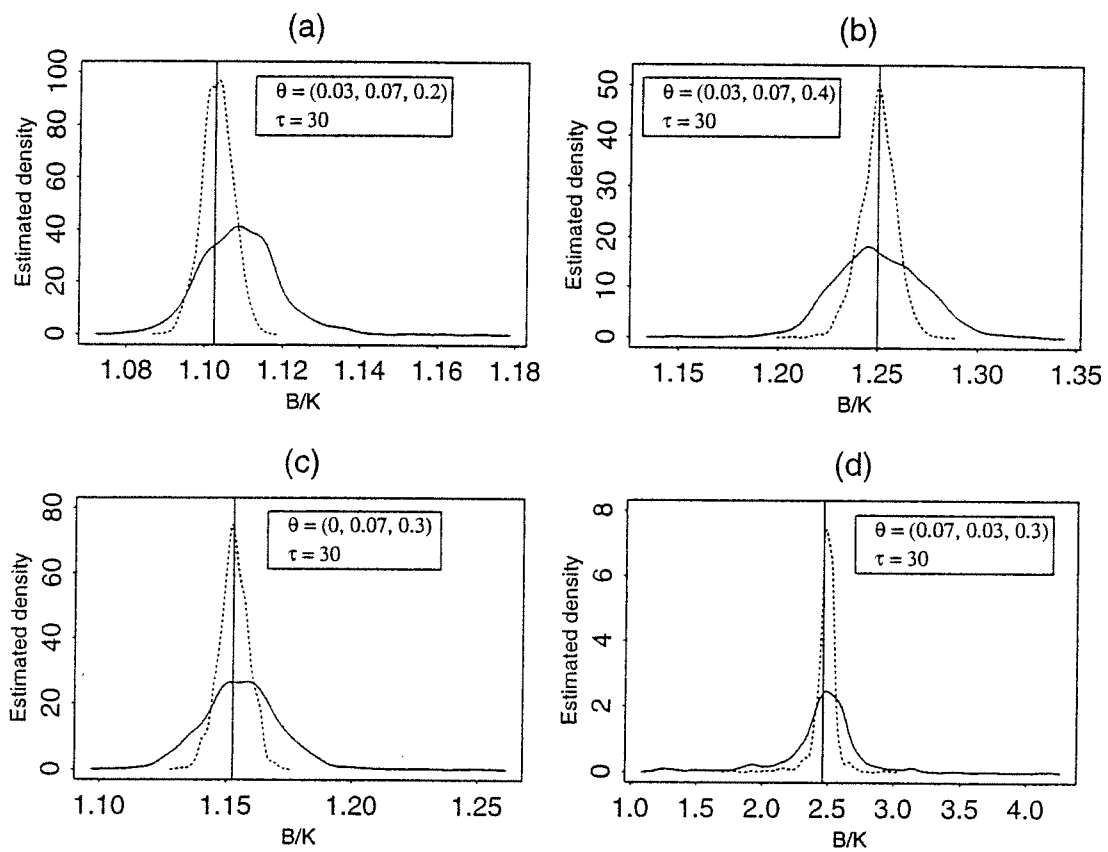 (a)
Estimated density
0
20
40
60
80
100
θ = (0.03, 0.07, 0.2)
τ = 30
1.08
1.10
1.12
1.14
1.16
1.18
B/K
(b)
Estimated density
0
10
20
30
40
50
θ = (0.03, 0.07, 0.4)
τ = 30
1.15
1.20
1.25
1.30
1.35
B/K
(c)
Estimated density
0
20
40
60
80
θ = (0, 0.07, 0.3)
τ = 30
1.10
1.15
1.20
1.25
B/K
(d)
Estimated density
0
2
4
6
8
θ = (0.07, 0.03, 0.3)
τ = 30
1.0
1.5
2.0
2.5
3.0
3.5
4.0
B/K